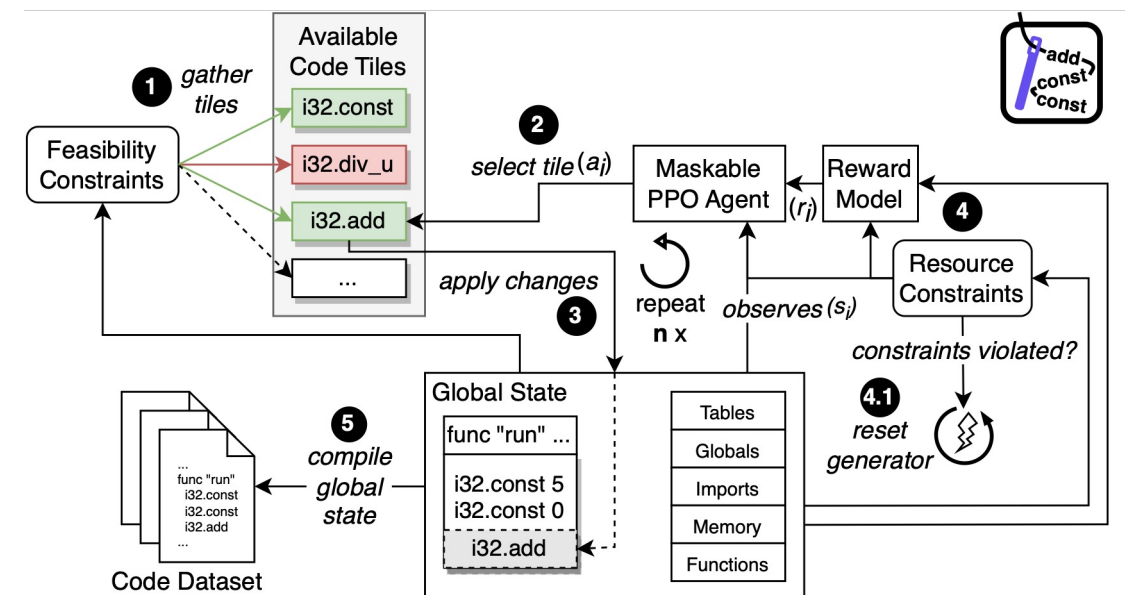 Available
Code Tiles
1
gather
tiles
i32.const
i32.div_u
i32.add
...
Feasibility
Constraints
2
select tile (ai)
Maskable
PPO Agent
(ri)
Reward
Model
4
add
const
const
apply changes
3
repeat
n x
observes (si)
Resource
Constraints
constraints violated?
4.1
reset
generator
Global State
func "run" ...
i32.const 5
i32.const 0
i32.add
Tables
Globals
Imports
Memory
Functions
5
compile
global
state
...
func "run"
i32.const
i32.const
i32.add
...
Code Dataset